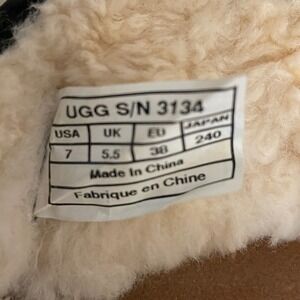 UGG S/N 3134
USA UK EU JAPAN
7 5.5 38 240
Made In China
Fabrique en Chine